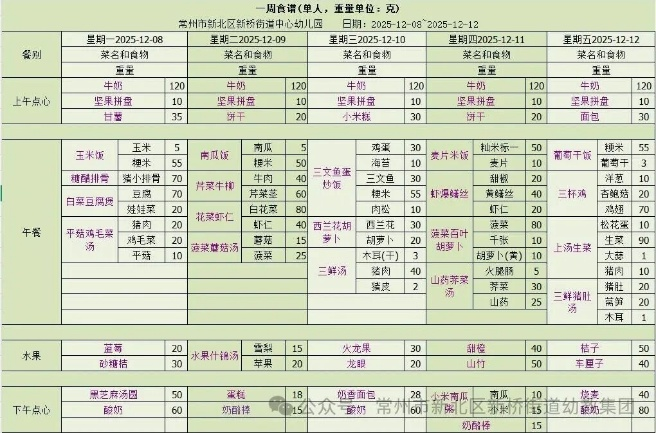 一周食谱(单人，重量单位：克)
常州市新北区新桥街道中心幼儿园 日期：2025-12-08~2025-12-12
餐别 星期一2025-12-08 星期二2025-12-09 星期三2025-12-10 星期四2025-12-11 星期五2025-12-12
菜名和食物 菜名和食物 菜名和食物 菜名和食物 菜名和食物
重量 重量 重量 重量 重量
上午点心
牛奶 120 牛奶 120 牛奶 120 牛奶 120 牛奶 120
坚果拼盘 10 坚果拼盘 10 坚果拼盘 10 坚果拼盘 10 坚果拼盘 10
甘薯 35 饼干 20 小米糕 30 饼干 20 面包 30
午餐
玉米饭 玉米 5 南瓜饭 南瓜 5 三文鱼蛋炒饭 鸡蛋 30 麦片米饭 籼米标一 50 葡萄干饭 粳米 55
粳米 55 粳米 50 海苔 10 麦片 10 葡萄干 3
糖醋排骨 猪小排骨 70 芹菜牛柳 牛肉 40 三文鱼 30 虾爆鳝丝 甜椒 20 三杯鸡 洋葱 10
白菜豆腐煲 豆腐 70 芹菜茎 60 粳米 55 黄鳝丝 40 杏鲍菇 20
娃娃菜 20 花菜虾仁 白花菜 80 肉松 10 虾仁 20 鸡翅 70
平菇鸡毛菜汤 猪肉 20 虾仁 40 西兰花胡萝卜 西兰花 30 菠菜百叶胡萝卜 菠菜 80 上汤生菜 松花蛋 10
鸡毛菜 20 菠菜蘑菇汤 蘑菇 15 胡萝卜 20 千张 10 生菜 90
平菇 10 菠菜 25 三鲜汤 木耳(干) 3 胡萝卜(黄) 10 大蒜 1
猪肉 40 山药荠菜汤 火腿肠 5 三鲜猪肚汤 猪肉 10
猪皮 2 荠菜 30 猪肚 20
山药 25 莴笋 20
木耳 1
水果
蓝莓 20 水果什锦汤 雪梨 15 火龙果 30 甜橙 40 桔子 50
砂糖桔 30 苹果 20 龙眼 20 山竹 50 车厘子 40
下午点心
黑芝麻汤圆 50 蛋糕 18 奶香面包 28 小米南瓜粥 南瓜 10 烧麦 40
酸奶 60 奶酪棒 15 酸奶 60 小米 15 酸奶 80
奶酪棒 15
公众号 · 常州市新北区新桥街道幼教集团